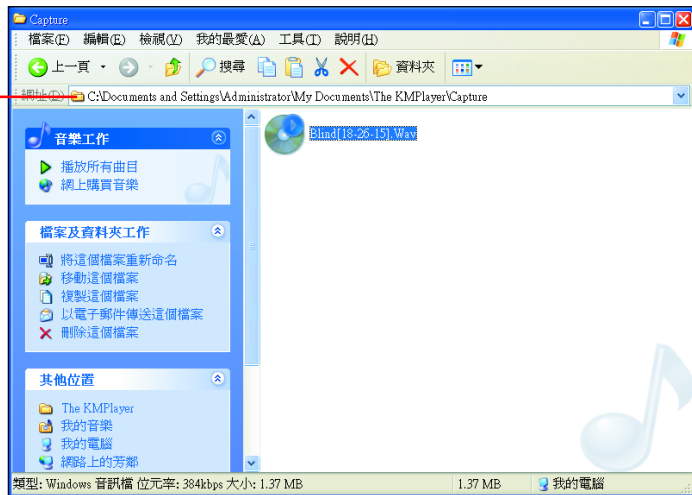 Capture
檔案(F) 編輯(E) 檢視(V) 我的最愛(A) 工具(T) 說明(H)
上一頁 搜尋 資料夾
網址(D) C:\Documents and Settings\Administrator\My Documents\The KMPlayer\Capture
音樂工作
播放所有曲目
網上購買音樂
檔案及資料夾工作
將這個檔案重新命名
移動這個檔案
複製這個檔案
以電子郵件傳送這個檔案
刪除這個檔案
其他位置
The KMPlayer
我的音樂
我的電腦
網路上的芳鄰
Blind[18-26-15].Wav
類型: Windows 音訊檔 位元率: 384kbps 大小: 1.37 MB 1.37 MB 我的電腦